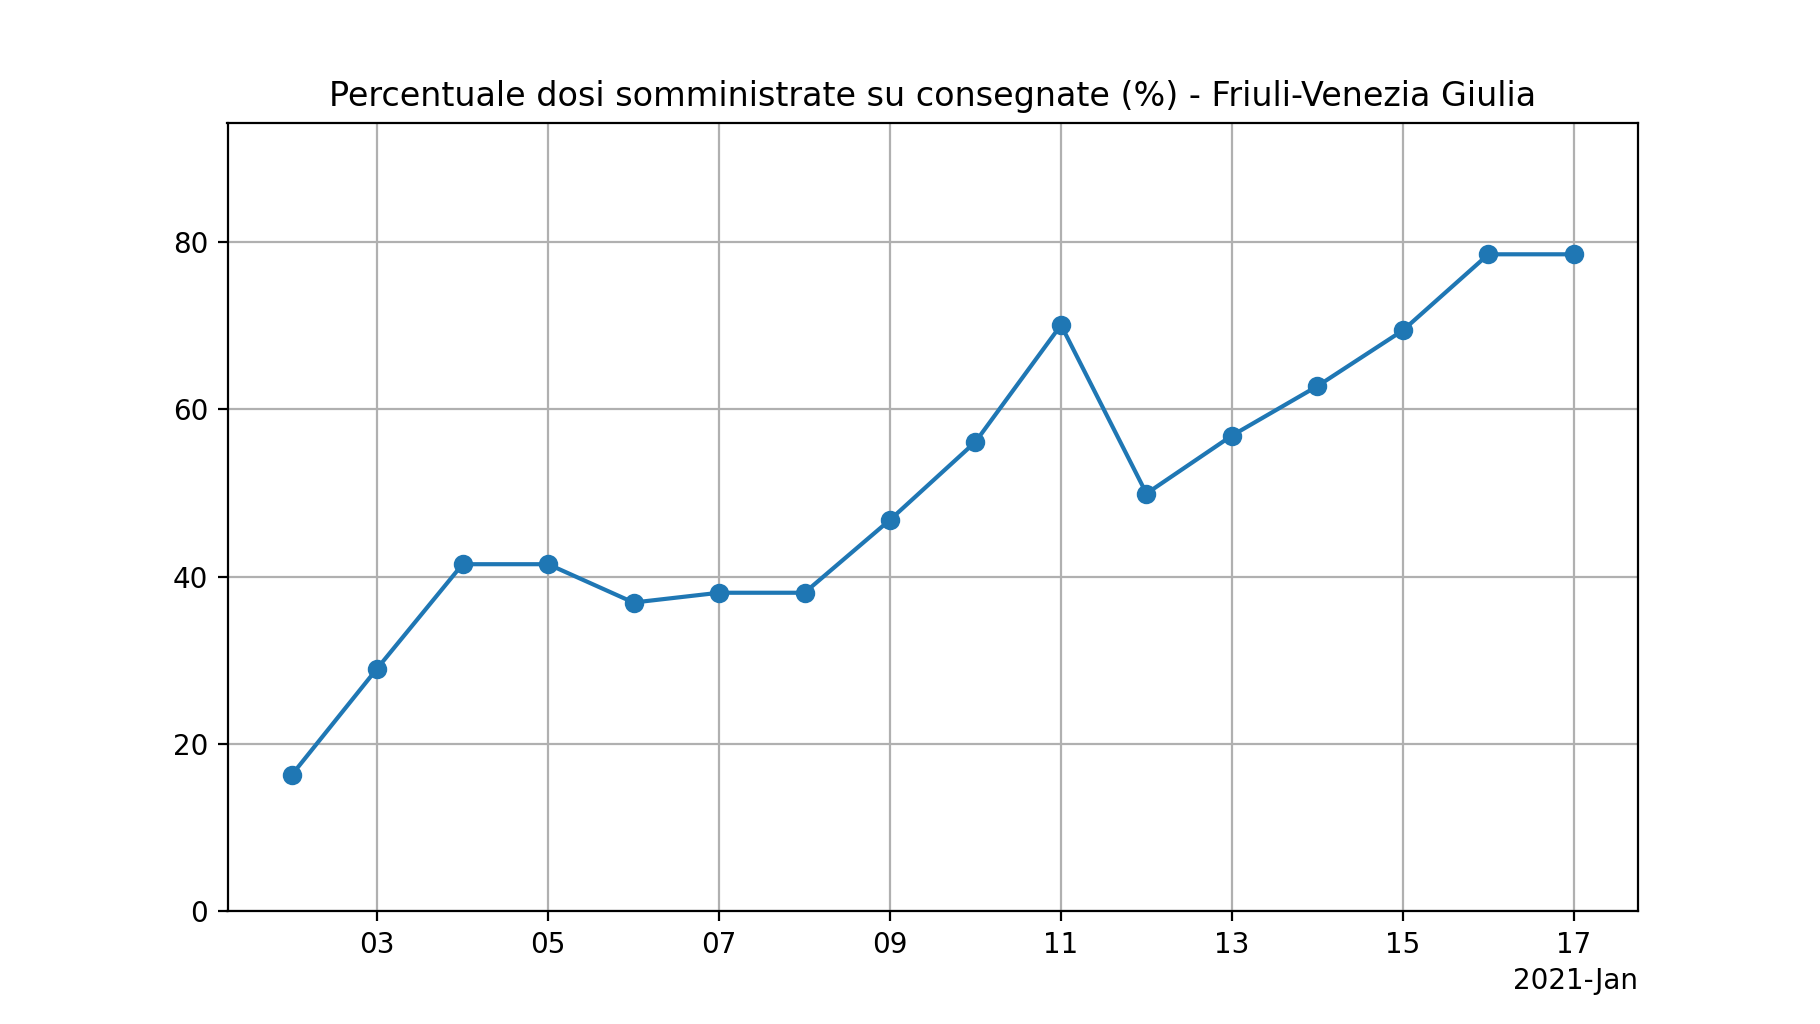 Percentuale dosi somministrate su consegnate (%) - Friuli-Venezia Giulia
80
60
40
20
0
03 05 07 09 11 13 15 17
2021-Jan